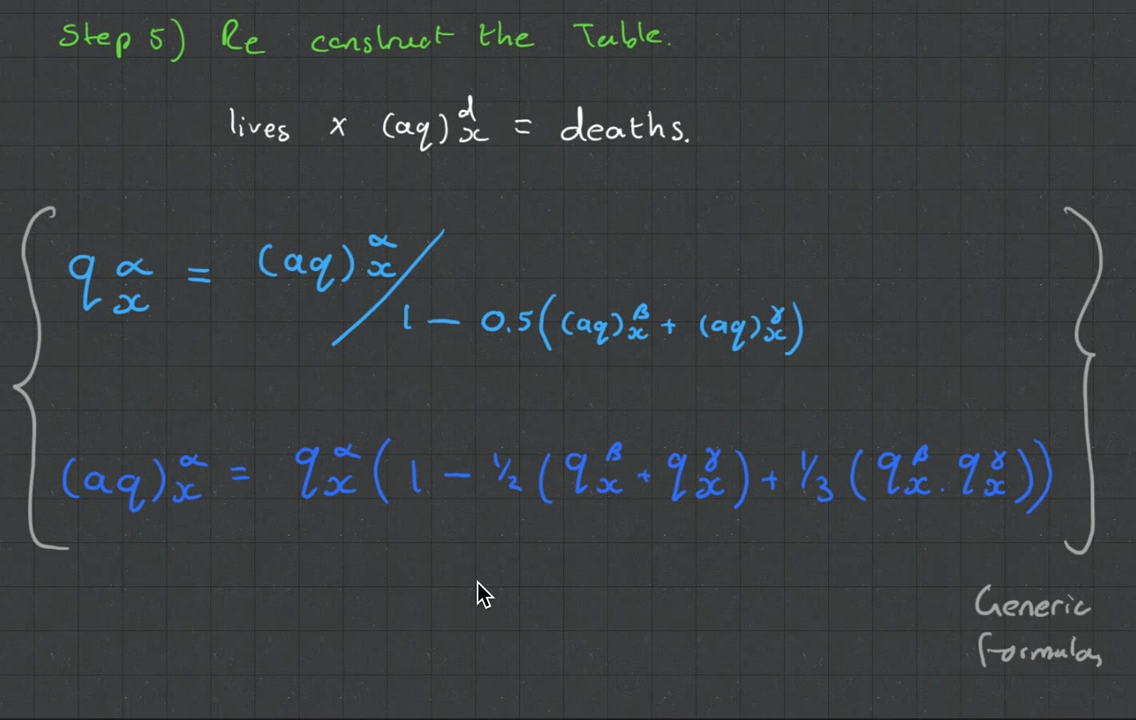 Step 5) Re construct the Table.
lives x (aq)ᵈₓ = deaths.
qᵅₓ = (aq)ᵅₓ / 1 - 0.5((aq)ᵝₓ + (aq)ᵞₓ)
(aq)ᵅₓ = qᵅₓ(1 - ½(qᵝₓ + qᵞₓ) + ⅓(qᵝₓ . qᵞₓ))
Generic
Formulas